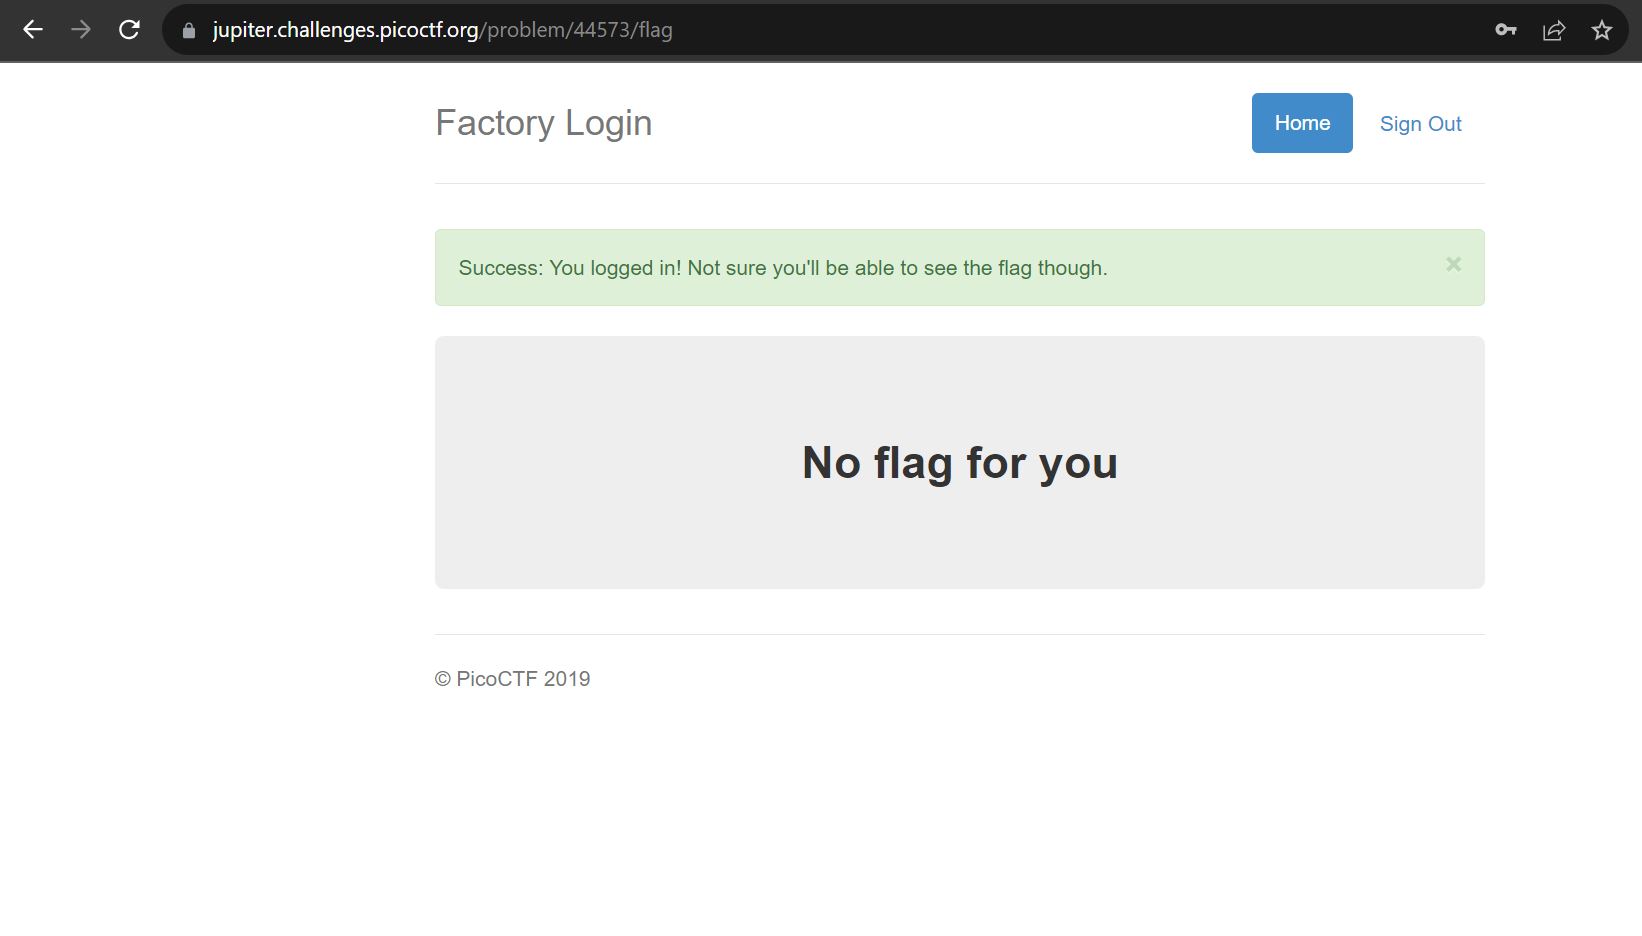 jupiter.challenges.picoctf.org/problem/44573/flag
Factory Login
Home
Sign Out
Success: You logged in! Not sure you'll be able to see the flag though.
×
No flag for you
© PicoCTF 2019